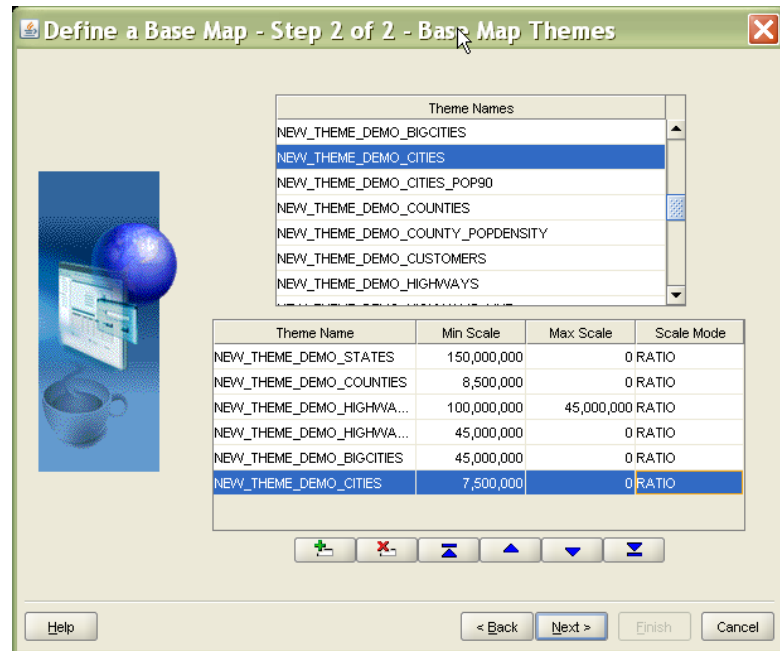 Define a Base Map - Step 2 of 2 - Base Map Themes
Theme Names
NEW_THEME_DEMO_BIGCITIES
NEW_THEME_DEMO_CITIES
NEW_THEME_DEMO_CITIES_POP90
NEW_THEME_DEMO_COUNTIES
NEW_THEME_DEMO_COUNTY_POPDENSITY
NEW_THEME_DEMO_CUSTOMERS
NEW_THEME_DEMO_HIGHWAYS
Theme Name Min Scale Max Scale Scale Mode
NEW_THEME_DEMO_STATES 150,000,000 0 RATIO
NEW_THEME_DEMO_COUNTIES 8,500,000 0 RATIO
NEW_THEME_DEMO_HIGHWA... 100,000,000 45,000,000 RATIO
NEW_THEME_DEMO_HIGHWA... 45,000,000 0 RATIO
NEW_THEME_DEMO_BIGCITIES 45,000,000 0 RATIO
NEW_THEME_DEMO_CITIES 7,500,000 0 RATIO
Help < Back Next > Finish Cancel